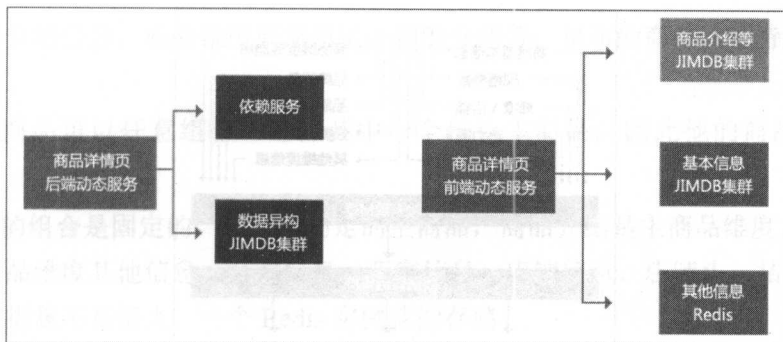 商品详情页
后端动态服务
依赖服务
数据异构
JIMDB集群
商品详情页
前端动态服务
商品介绍等
JIMDB集群
基本信息
JIMDB集群
其他信息
Redis